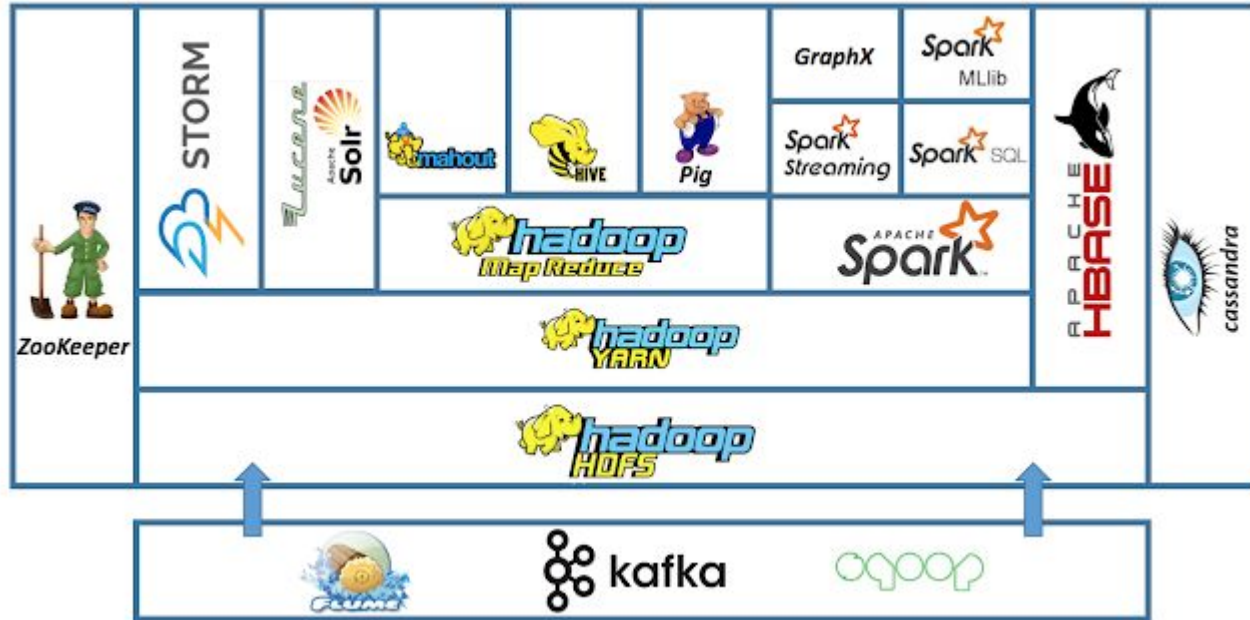 STORM
Lucene
Apache
Solr
GraphX
Spark
MLlib
mahout
HIVE
Pig
Spark
Streaming
Spark SQL
APACHE
HBASE
cassandra
ZooKeeper
hadoop
Map Reduce
APACHE
Spark™
hadoop
YARN
hadoop
HDFS
FLUME
kafka
sqoop